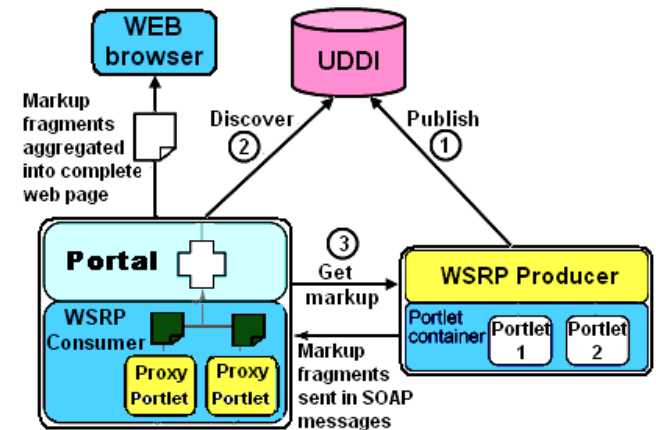 WEB
browser
UDDI
Markup
fragments
aggregated
into complete
web page
Discover
2
Publish
1
Portal
3
Get
markup
WSRP Producer
WSRP
Consumer
Portlet
container
Portlet
1
Portlet
2
Proxy
Portlet
Proxy
Portlet
Markup
fragments
sent in SOAP
messages